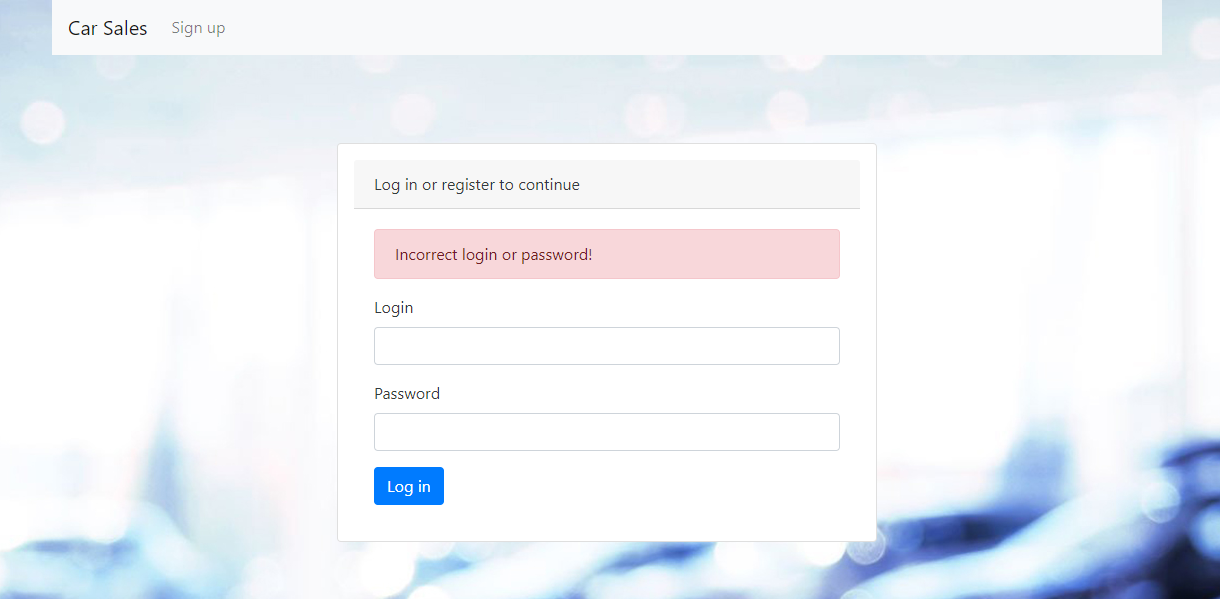 Car Sales Sign up
Log in or register to continue
Incorrect login or password!
Login
Password
Log in